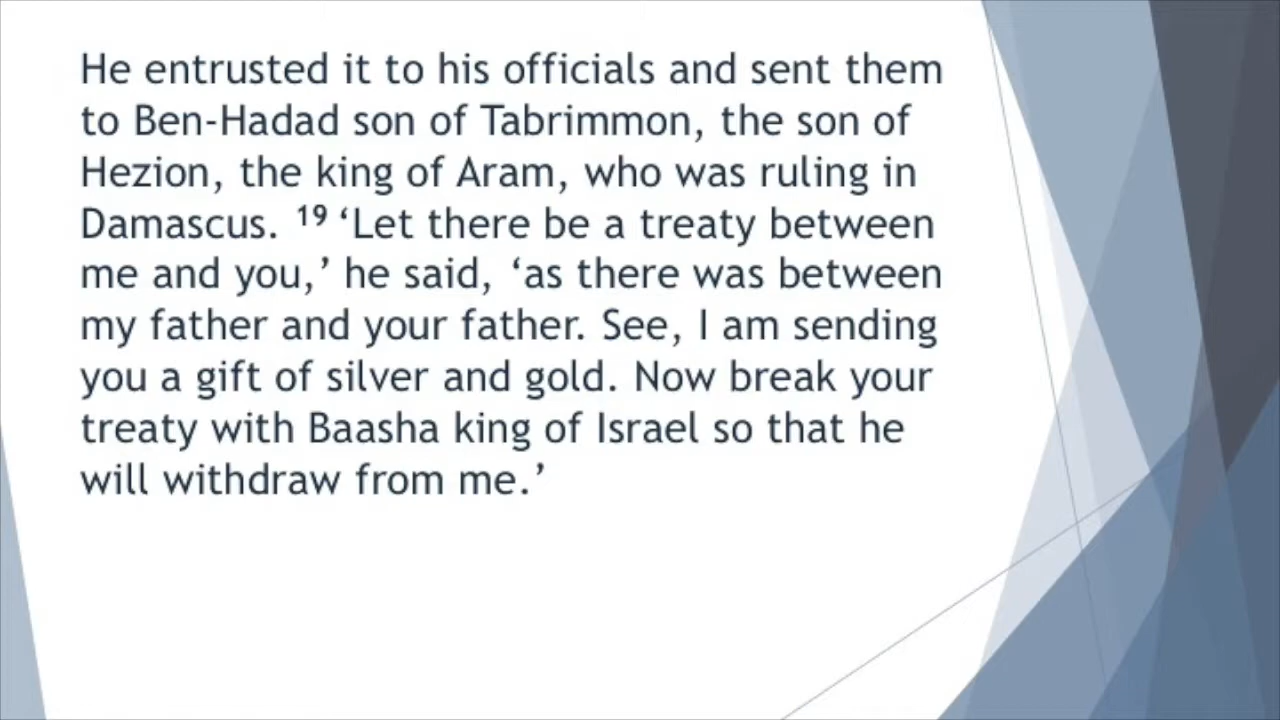 He entrusted it to his officials and sent them
to Ben-Hadad son of Tabrimmon, the son of
Hezion, the king of Aram, who was ruling in
Damascus. ¹⁹ ‘Let there be a treaty between
me and you,’ he said, ‘as there was between
my father and your father. See, I am sending
you a gift of silver and gold. Now break your
treaty with Baasha king of Israel so that he
will withdraw from me.’